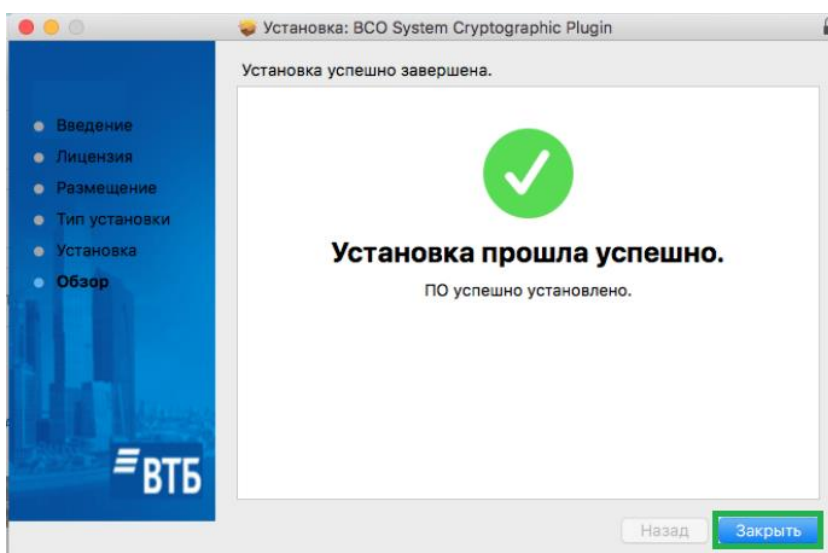 Установка: BCO System Cryptographic Plugin
Установка успешно завершена.
Введение
Лицензия
Размещение
Тип установки
Установка
Обзор
Установка прошла успешно.
ПО успешно установлено.
ВТБ
Назад
Закрыть